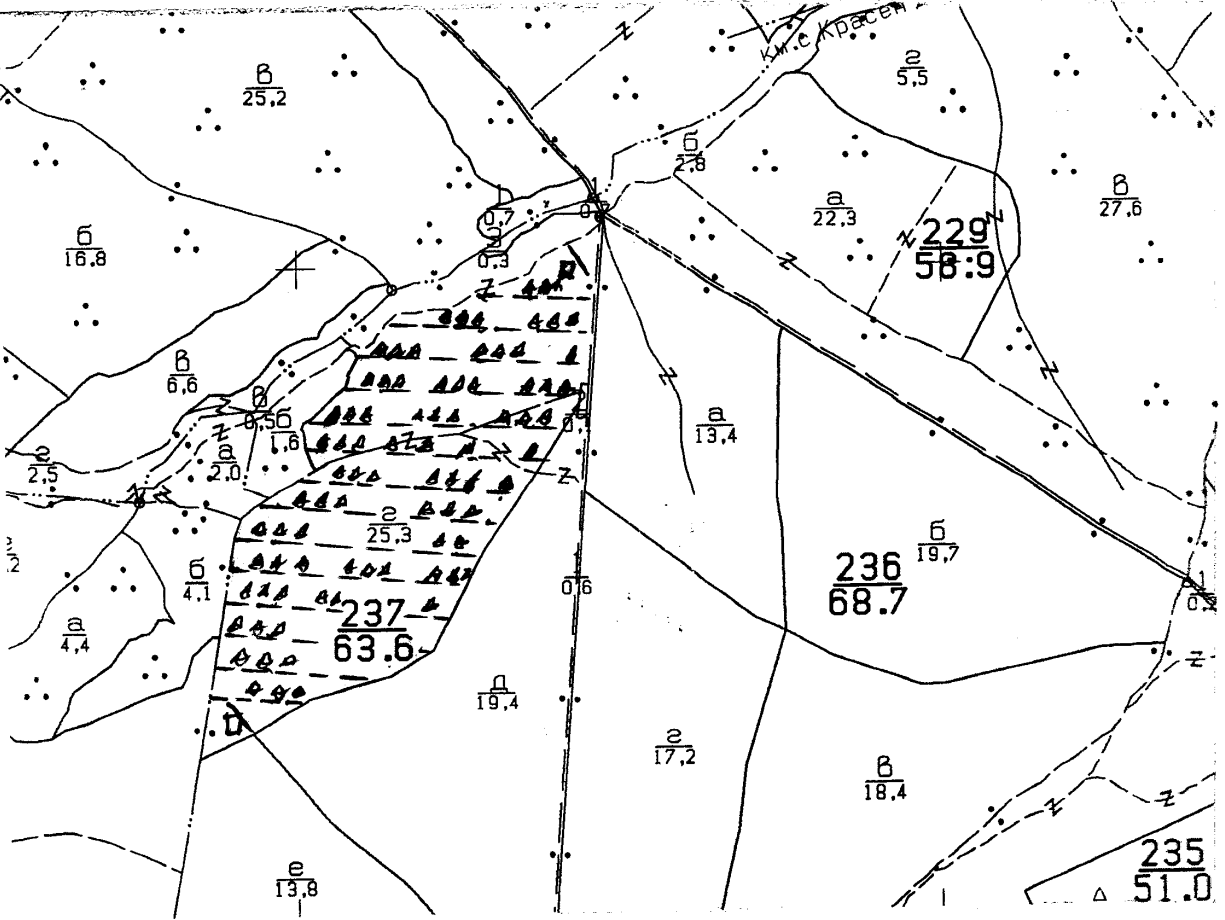 км.с Красен
г
5,5
в
25,2
б
2,8
а
22,3
в
27,6
1
0,7
1
229
58.9
б
16.8
з
0,3
в
6,6
в
0,5
б
1,6
а
13,4
г
2,5
а
2,0
г
25,3
б
19,7
б
4,1
1
0,6
236
68.7
237
63.6
а
4,4
д
19,4
г
17,2
в
18,4
235
51.0
е
13,8